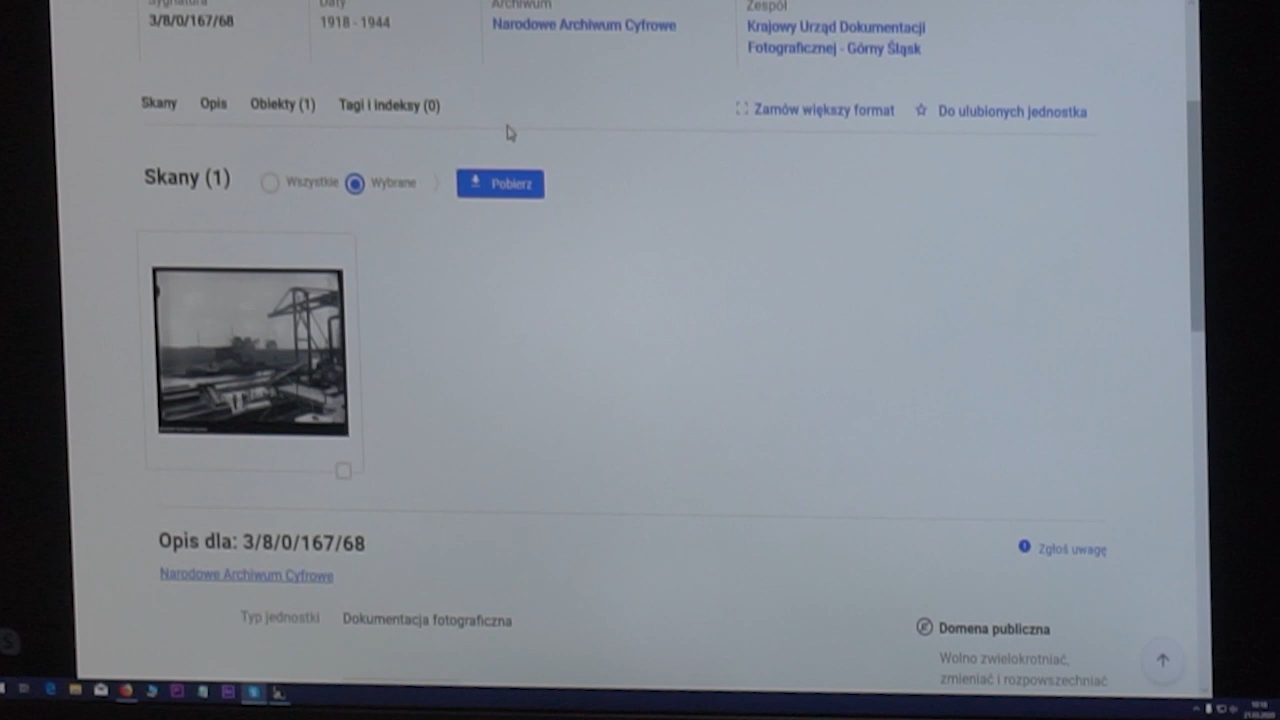 Sygnatura
Daty
Archiwum
Zespół
3/8/0/167/68
1918 - 1944
Narodowe Archiwum Cyfrowe
Krajowy Urząd Dokumentacji
Fotograficznej - Górny Śląsk
Skany
Opis
Obiekty (1)
Tagi i indeksy (0)
Zamów większy format
Do ulubionych jednostka
Skany (1)
Wszystkie
Wybrane
Pobierz
Opis dla: 3/8/0/167/68
Zgłoś uwagę
Narodowe Archiwum Cyfrowe
Typ jednostki
Dokumentacja fotograficzna
Domena publiczna
Wolno zwielokrotniać,
zmieniać i rozpowszechniać